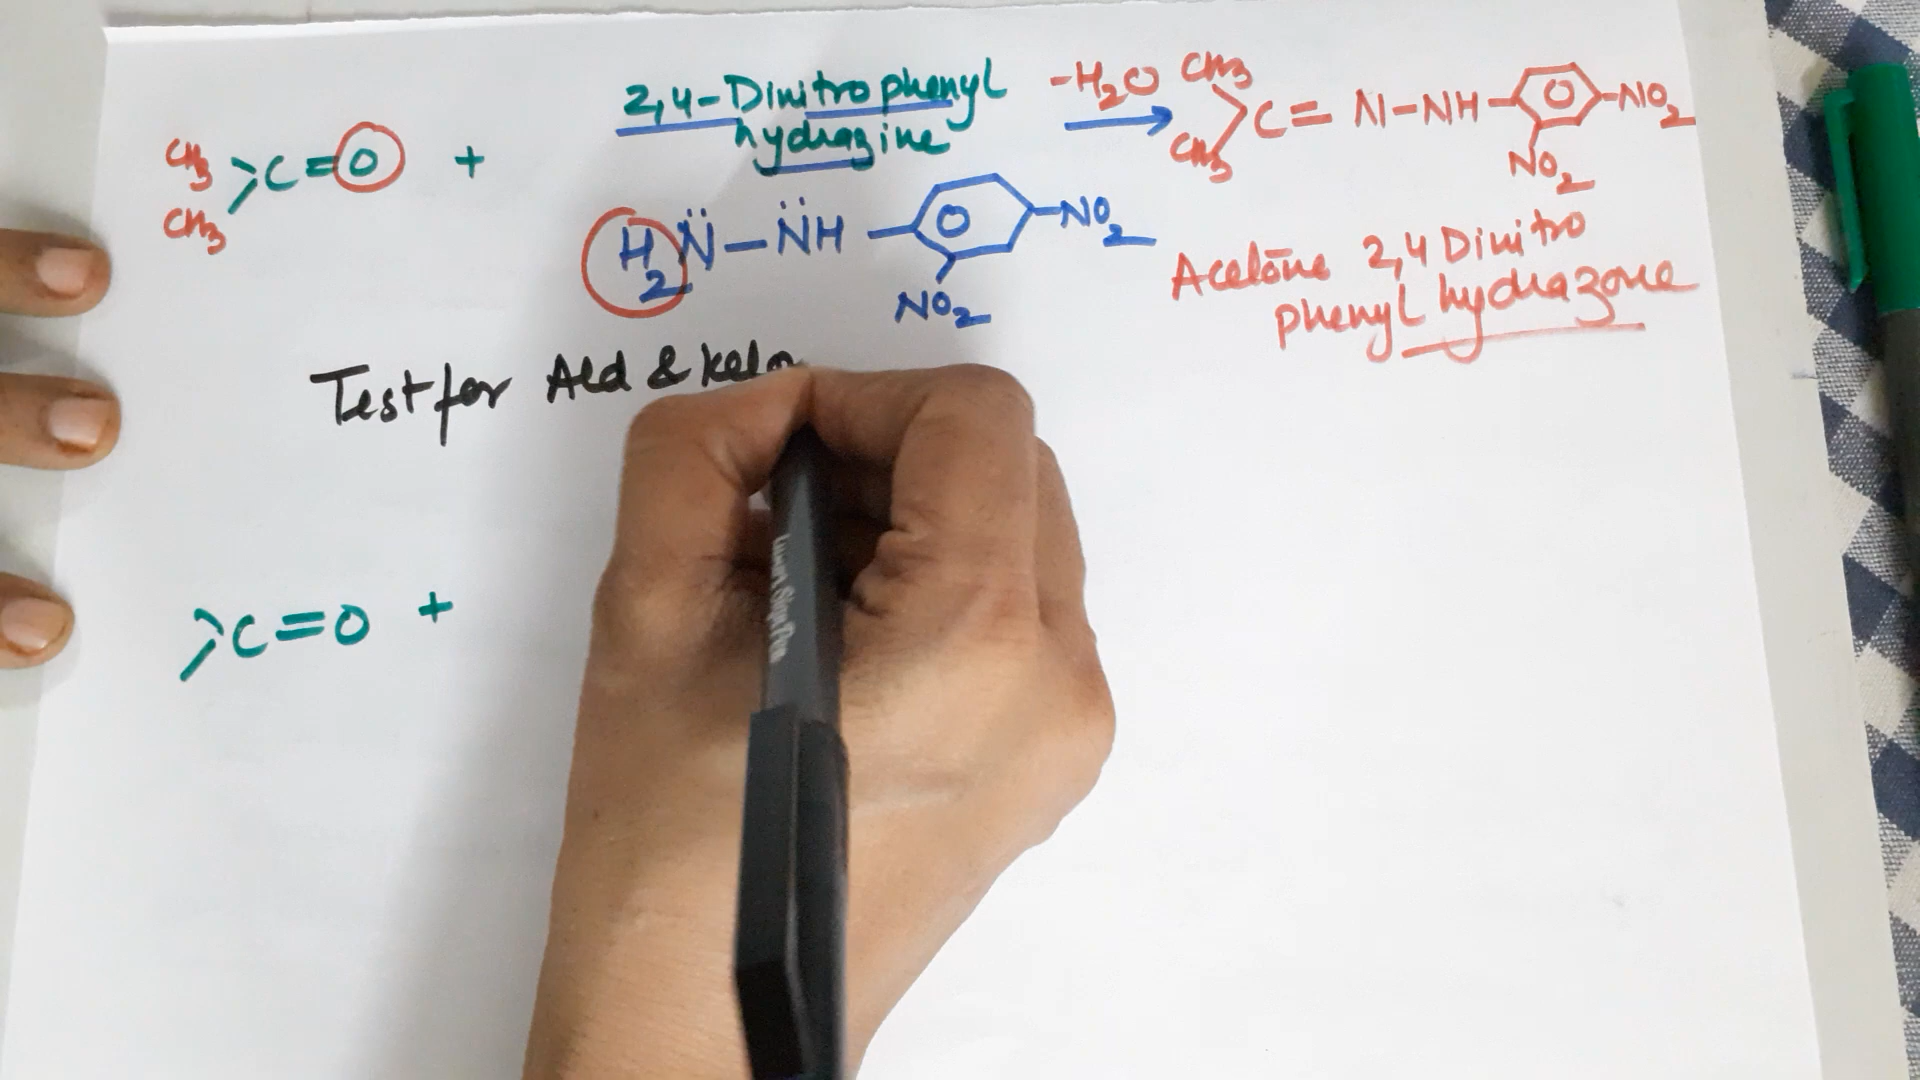 2,4-Dinitrophenyl
hydrazine
-H2O
CH3
CH3
>C=O +
H2N̈-N̈H-⌬-NO2
NO2
CH3
CH3
>C=N-NH-⌬-NO2
NO2
Acetone 2,4 Dinitro
phenyl hydrazone
Test for Ald & Keto
>C=O +